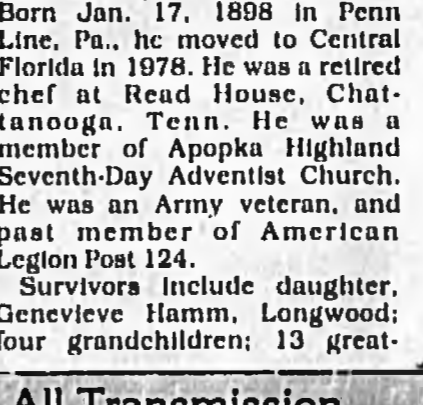 Born Jan. 17, 1898 in Penn
Line, Pa., he moved to Central
Florida in 1978. He was a retired
chef at Read House, Chat-
tanooga, Tenn. He was a
member of Apopka Highland
Seventh-Day Adventist Church.
He was an Army veteran, and
past member of American
Legion Post 124.
Survivors include daughter,
Genevieve Hamm, Longwood;
four grandchildren; 13 great-
All Transmission